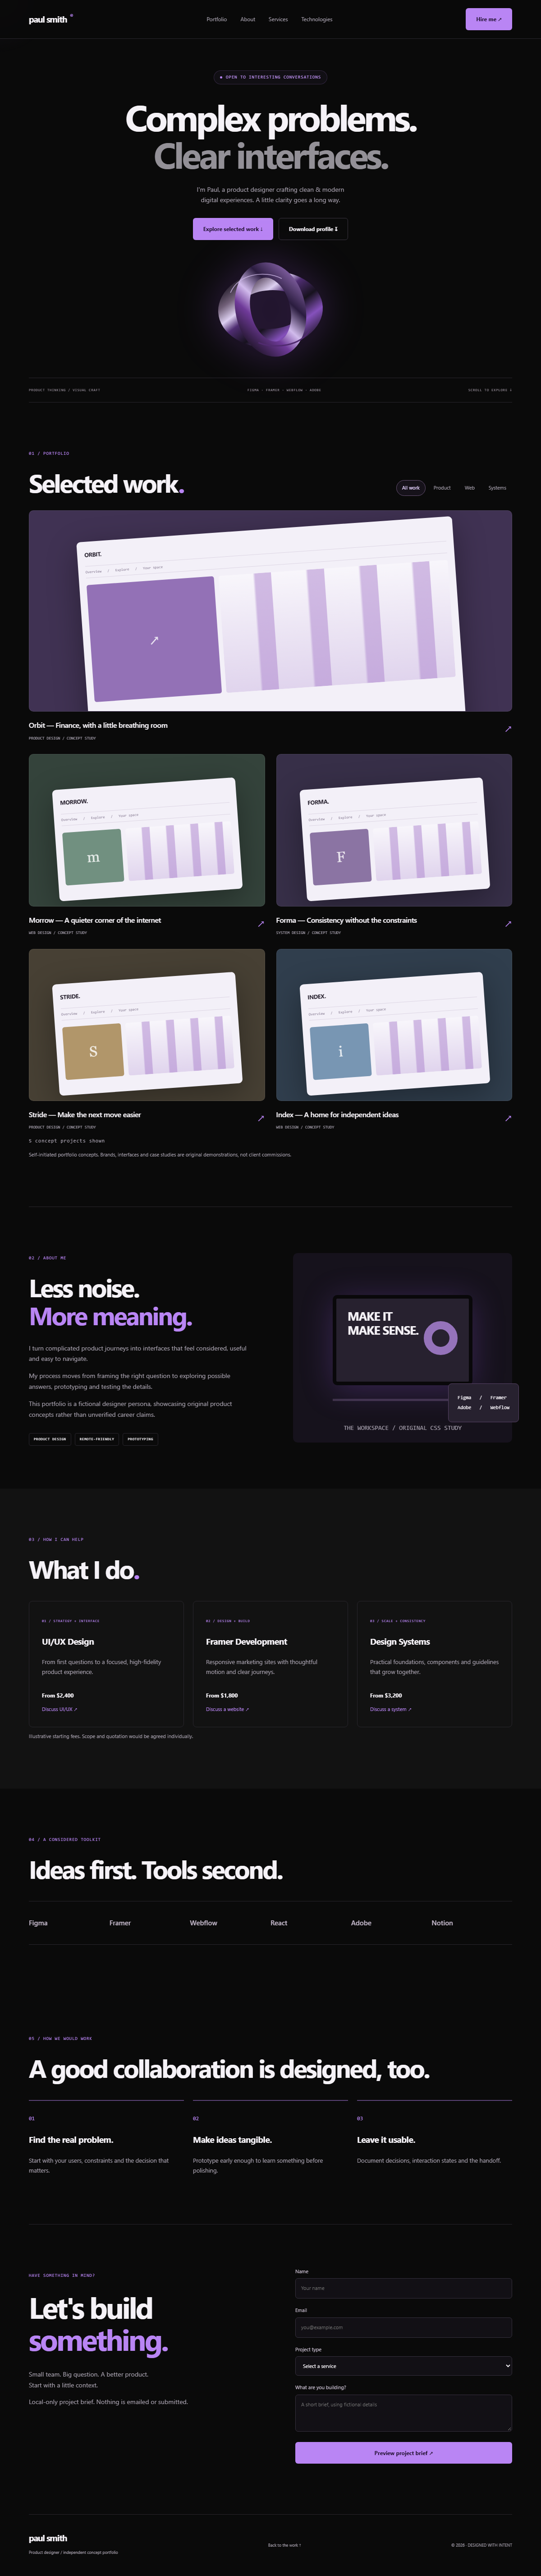 paul smith
Portfolio
About
Services
Technologies
Hire me ↗
● OPEN TO INTERESTING CONVERSATIONS
Complex problems.
Clear interfaces.
I'm Paul, a product designer crafting clean & modern
digital experiences. A little clarity goes a long way.
Explore selected work ↓
Download profile ↧
PRODUCT THINKING / VISUAL CRAFT
FIGMA · FRAMER · WEBFLOW · ADOBE
SCROLL TO EXPLORE ↓
01 / PORTFOLIO
Selected work.
All work
Product
Web
Systems
ORBIT.
Overview / Explore / Your space
↗
Orbit — Finance, with a little breathing room
PRODUCT DESIGN / CONCEPT STUDY
↗
MORROW.
Overview / Explore / Your space
m
Morrow — A quieter corner of the internet
WEB DESIGN / CONCEPT STUDY
↗
FORMA.
Overview / Explore / Your space
F
Forma — Consistency without the constraints
SYSTEM DESIGN / CONCEPT STUDY
↗
STRIDE.
Overview / Explore / Your space
S
Stride — Make the next move easier
PRODUCT DESIGN / CONCEPT STUDY
↗
INDEX.
Overview / Explore / Your space
i
Index — A home for independent ideas
WEB DESIGN / CONCEPT STUDY
↗
5 concept projects shown
Self-initiated portfolio concepts. Brands, interfaces and case studies are original demonstrations, not client commissions.
02 / ABOUT ME
Less noise.
More meaning.
I turn complicated product journeys into interfaces that feel considered, useful
and easy to navigate.
My process moves from framing the right question to exploring possible
answers, prototyping and testing the details.
This portfolio is a fictional designer persona, showcasing original product
concepts rather than unverified career claims.
PRODUCT DESIGN
REMOTE-FRIENDLY
PROTOTYPING
MAKE IT
MAKE SENSE.
Figma / Framer
Adobe / Webflow
THE WORKSPACE / ORIGINAL CSS STUDY
03 / HOW I CAN HELP
What I do.
01 / STRATEGY + INTERFACE
UI/UX Design
From first questions to a focused, high-fidelity
product experience.
From $2,400
Discuss UI/UX ↗
02 / DESIGN + BUILD
Framer Development
Responsive marketing sites with thoughtful
motion and clear journeys.
From $1,800
Discuss a website ↗
03 / SCALE + CONSISTENCY
Design Systems
Practical foundations, components and guidelines
that grow together.
From $3,200
Discuss a system ↗
Illustrative starting fees. Scope and quotation would be agreed individually.
04 / A CONSIDERED TOOLKIT
Ideas first. Tools second.
Figma
Framer
Webflow
React
Adobe
Notion
05 / HOW WE WOULD WORK
A good collaboration is designed, too.
01
Find the real problem.
Start with your users, constraints and the decision that
matters.
02
Make ideas tangible.
Prototype early enough to learn something before
polishing.
03
Leave it usable.
Document decisions, interaction states and the handoff.
HAVE SOMETHING IN MIND?
Let's build
something.
Small team. Big question. A better product.
Start with a little context.
Local-only project brief. Nothing is emailed or submitted.
Name
Your name
Email
you@example.com
Project type
Select a service
What are you building?
A short brief, using fictional details
Preview project brief ↗
paul smith
Product designer / Independent concept portfolio
Back to the work ↑
© 2026 · DESIGNED WITH INTENT